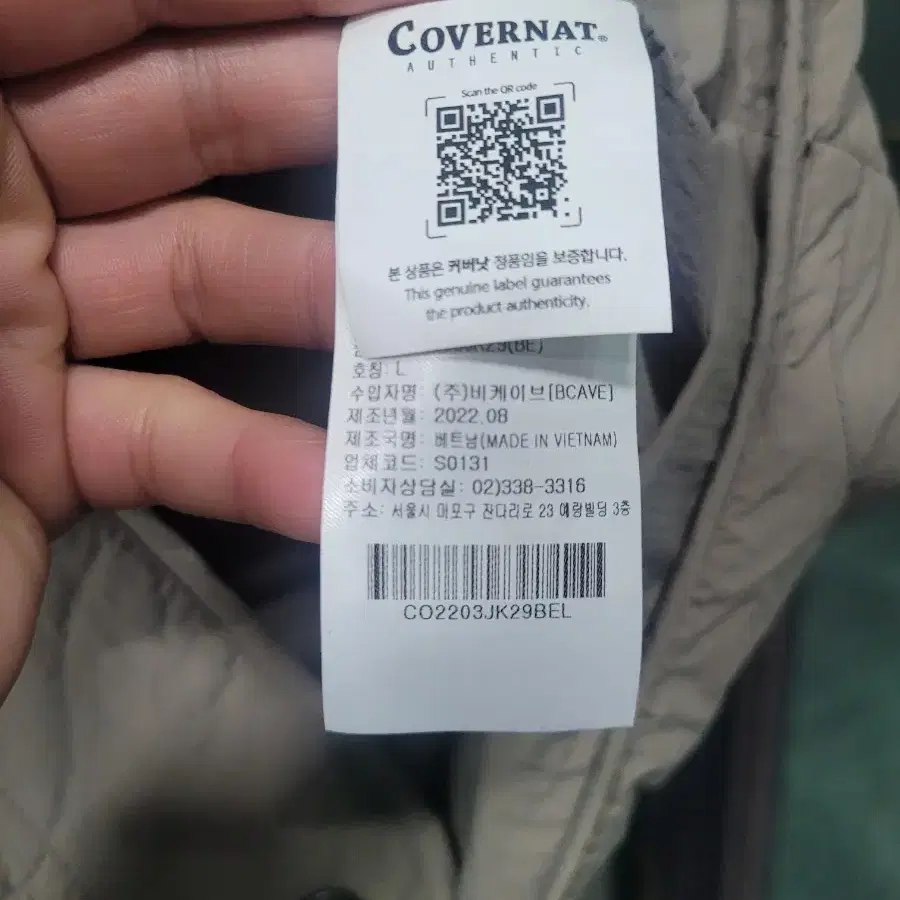 COVERNAT®
AUTHENTIC
Scan the QR code
본 상품은 커버낫 정품임을 보증합니다.
This genuine label guarantees
the product authenticity.
호칭: L
수입자명: (주)비케이브[BCAVE]
제조년월: 2022.08
제조국명: 베트남(MADE IN VIETNAM)
업체코드: S0131
소비자상담실: 02)338-3316
주소: 서울시 마포구 잔다리로 23 예랑빌딩 3층
CO2203JK29BEL